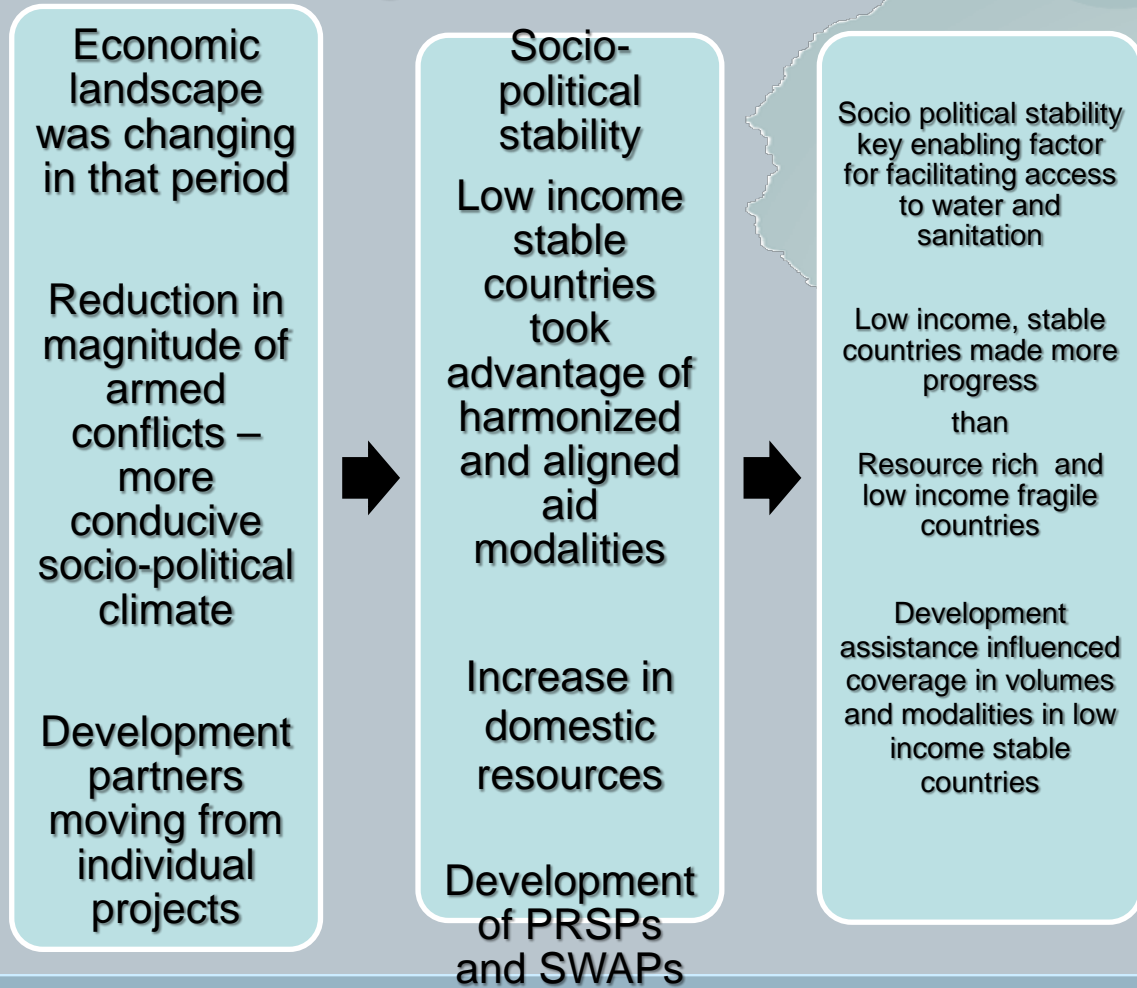 Economic
landscape
was changing
in that period
Reduction in
magnitude of
armed
conflicts –
more
conducive
socio-political
climate
Development
partners
moving from
individual
projects
Socio-
political
stability
Low income
stable
countries
took
advantage of
harmonized
and aligned
aid
modalities
Increase in
domestic
resources
Development
of PRSPs
and SWAPs
Socio political stability
key enabling factor
for facilitating access
to water and
sanitation
Low income, stable
countries made more
progress
than
Resource rich and
low income fragile
countries
Development
assistance influenced
coverage in volumes
and modalities in low
income stable
countries